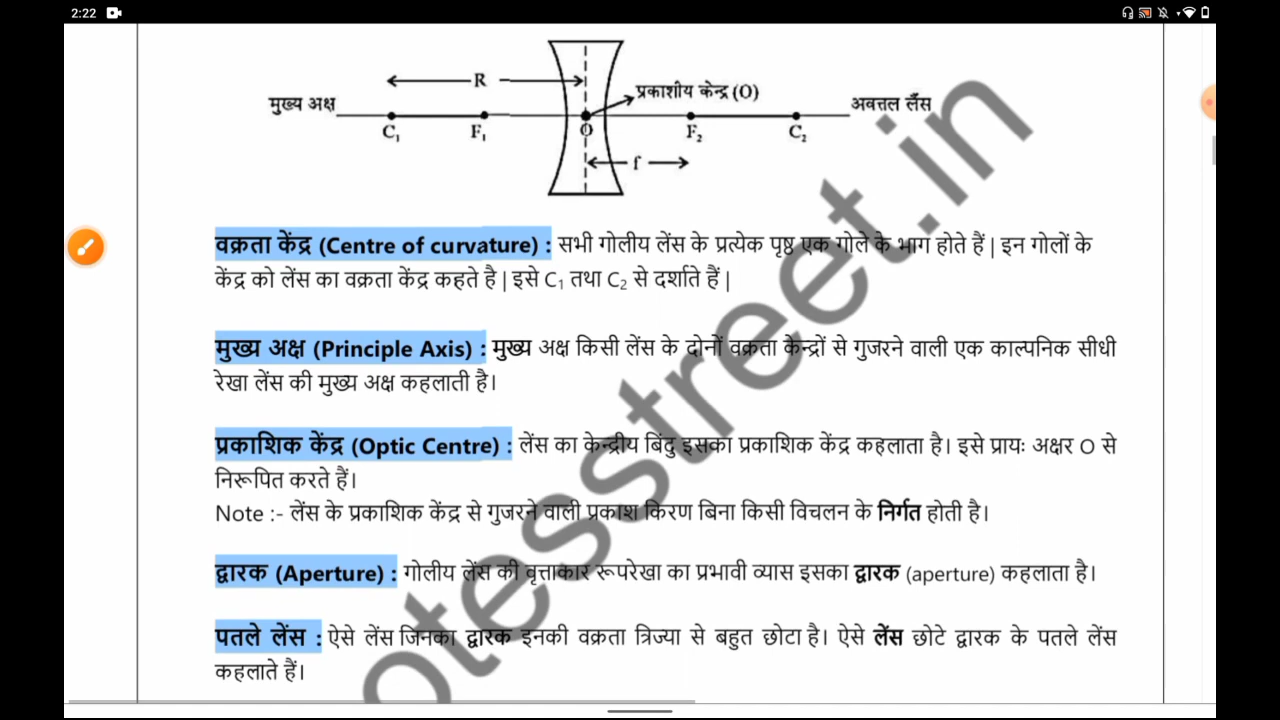 2:22
R
प्रकाशीय केन्द्र (O)
मुख्य अक्ष
अवत्तल लैंस
C₁ F₁ O F₂ C₂
f
वक्रता केंद्र (Centre of curvature) : सभी गोलीय लेंस के प्रत्येक पृष्ठ एक गोले के भाग होते हैं | इन गोलों के
केंद्र को लेंस का वक्रता केंद्र कहते है | इसे C₁ तथा C₂ से दर्शाते हैं |
मुख्य अक्ष (Principle Axis) : मुख्य अक्ष किसी लेंस के दोनों वक्रता केन्द्रों से गुजरने वाली एक काल्पनिक सीधी
रेखा लेंस की मुख्य अक्ष कहलाती है।
प्रकाशिक केंद्र (Optic Centre) : लेंस का केन्द्रीय बिंदु इसका प्रकाशिक केंद्र कहलाता है। इसे प्रायः अक्षर O से
निरूपित करते हैं।
Note :- लेंस के प्रकाशिक केंद्र से गुजरने वाली प्रकाश किरण बिना किसी विचलन के निर्गत होती है।
द्वारक (Aperture) : गोलीय लेंस की वृत्ताकार रूपरेखा का प्रभावी व्यास इसका द्वारक (aperture) कहलाता है।
पतले लेंस : ऐसे लेंस जिनका द्वारक इनकी वक्रता त्रिज्या से बहुत छोटा है। ऐसे लेंस छोटे द्वारक के पतले लेंस
कहलाते हैं।
otesstreet.in